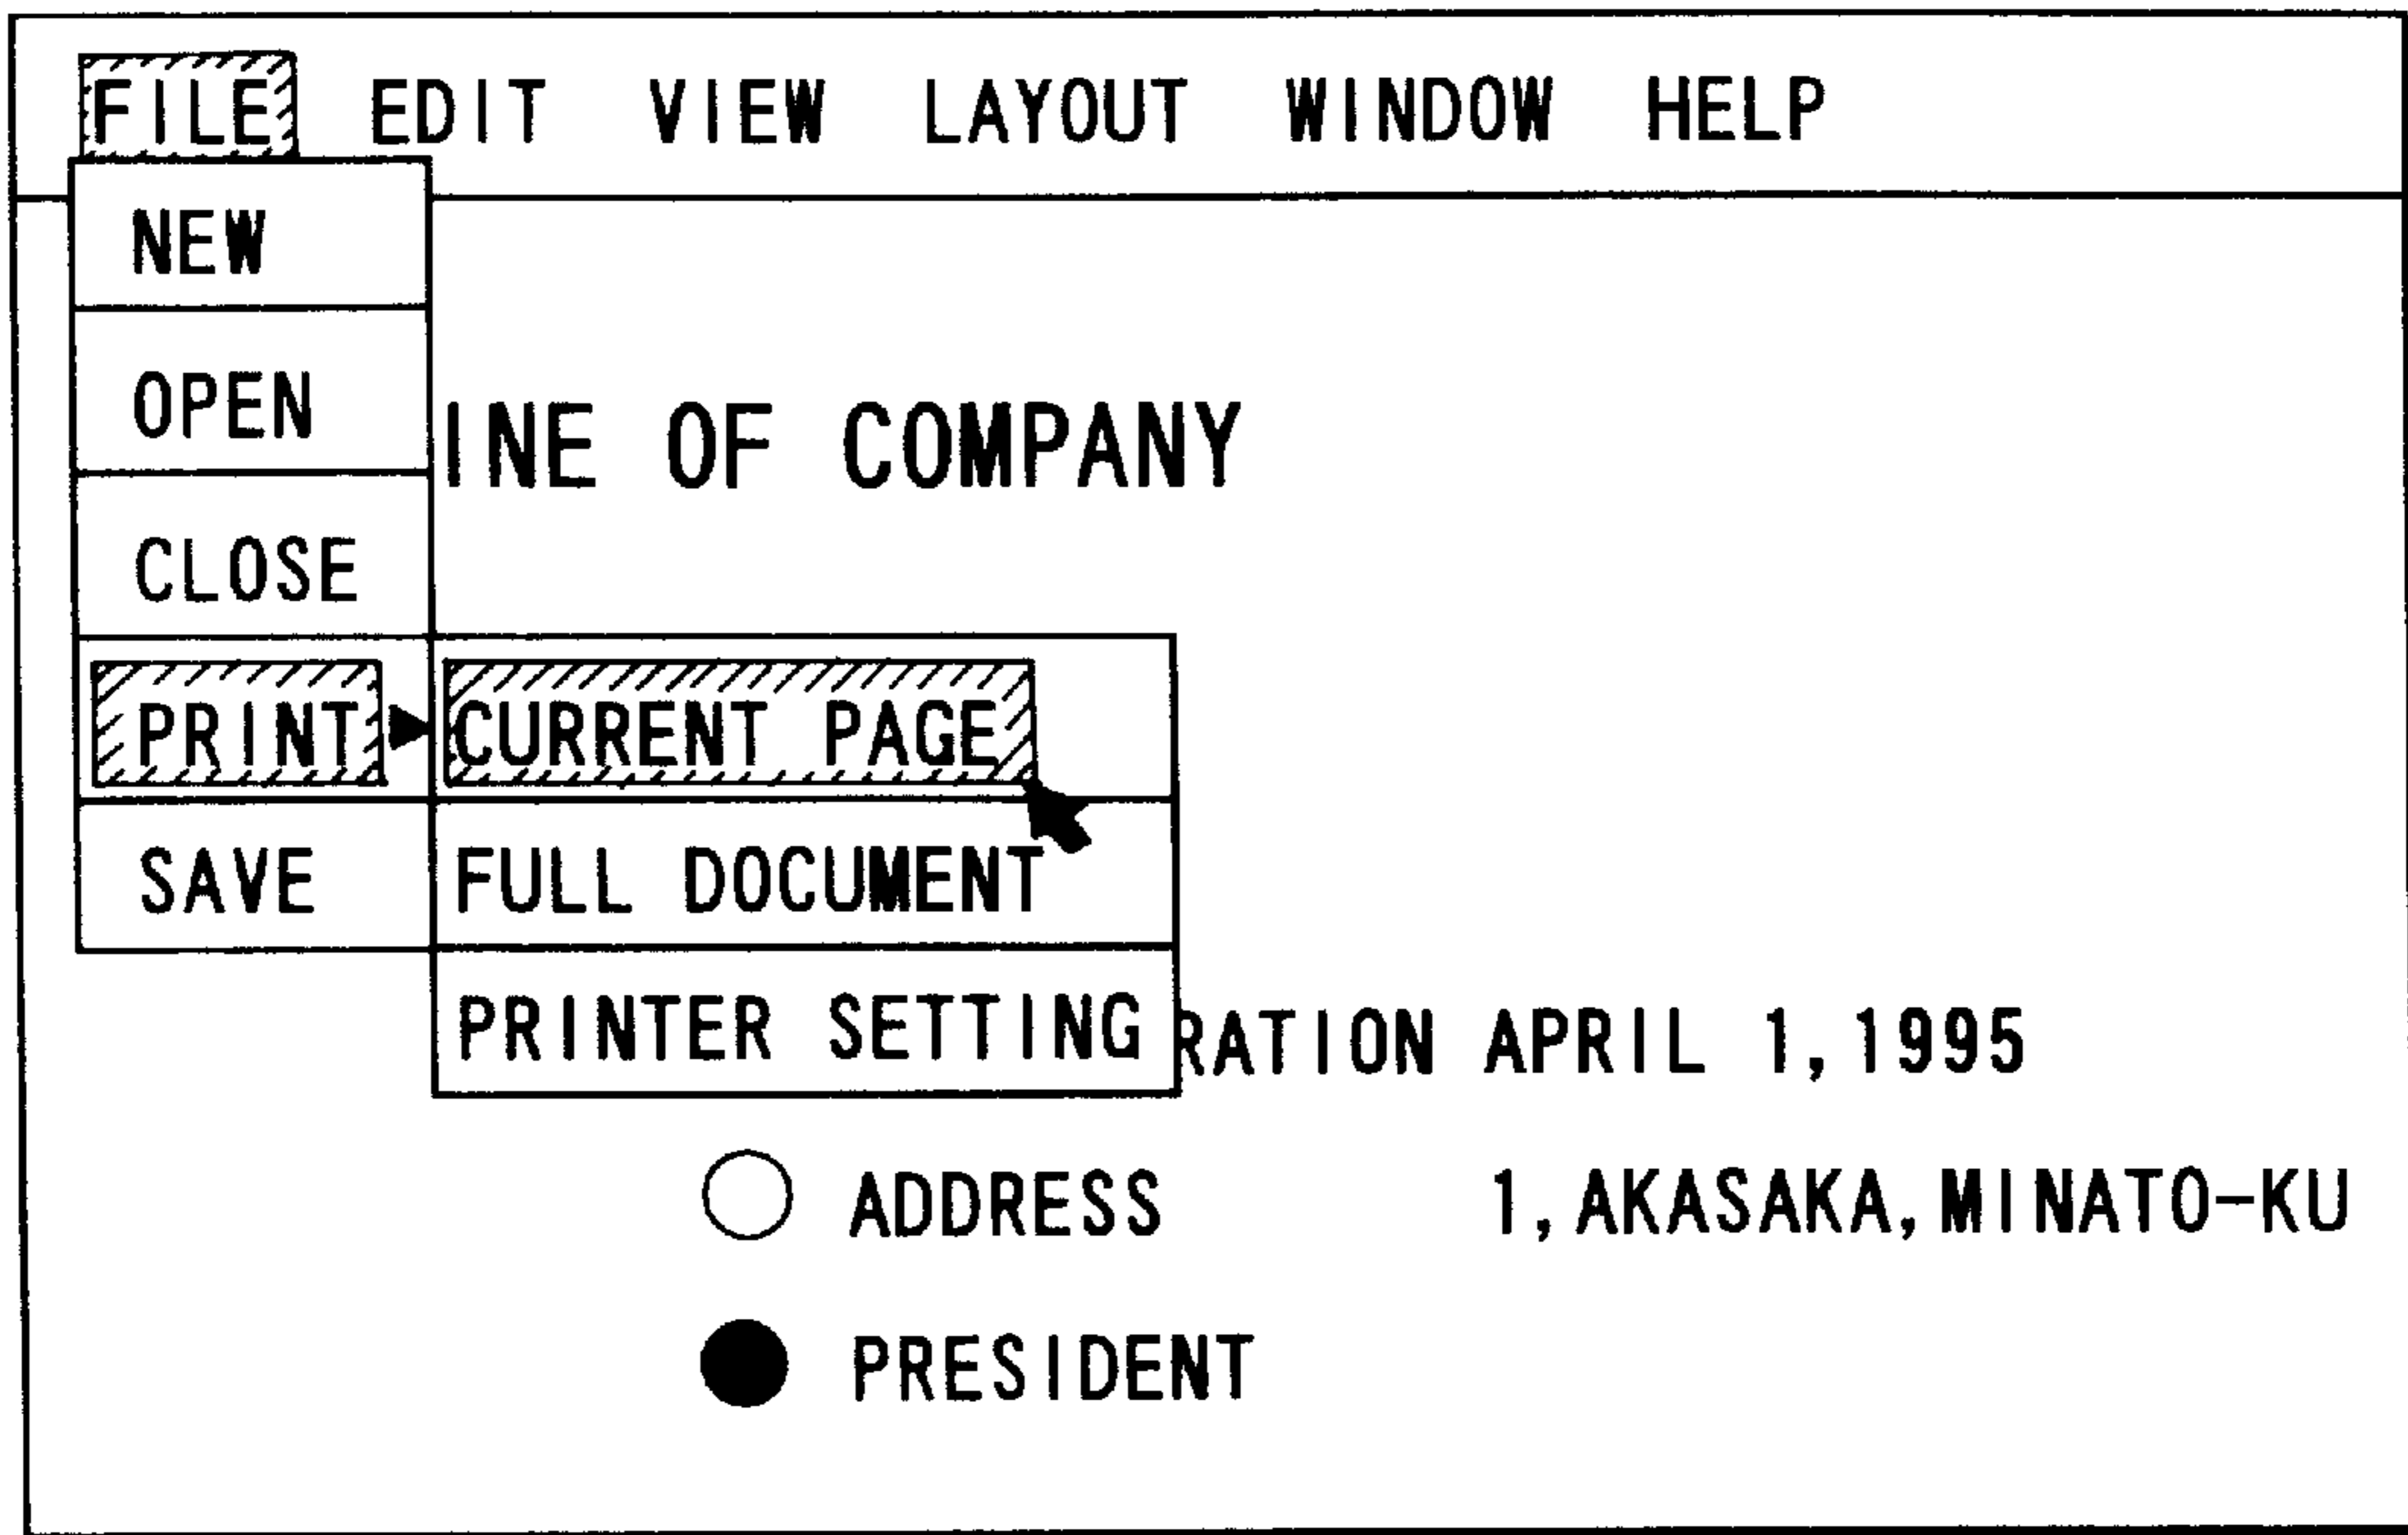 FILE EDIT VIEW LAYOUT WINDOW HELP
NEW
OPEN
CLOSE
PRINT
SAVE
CURRENT PAGE
FULL DOCUMENT
PRINTER SETTING
INE OF COMPANY
RATION APRIL 1,1995
ADDRESS 1,AKASAKA,MINATO-KU
PRESIDENT